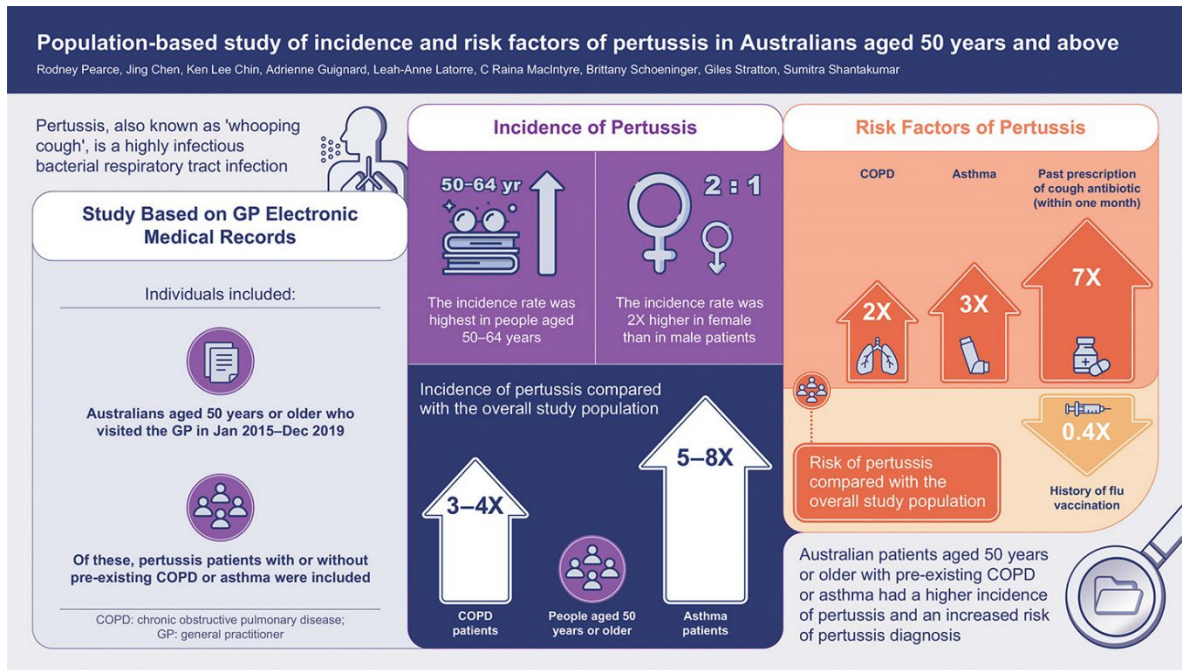 Population-based study of incidence and risk factors of pertussis in Australians aged 50 years and above
Rodney Pearce, Jing Chen, Ken Lee Chin, Adrienne Guignard, Leah-Anne Latorre, C Raina MacIntyre, Brittany Schoeninger, Giles Stratton, Sumitra Shantakumar
Pertussis, also known as 'whooping
cough', is a highly infectious
bacterial respiratory tract infection
Study Based on GP Electronic
Medical Records
Individuals included:
Australians aged 50 years or older who
visited the GP in Jan 2015–Dec 2019
Of these, pertussis patients with or without
pre-existing COPD or asthma were included
COPD: chronic obstructive pulmonary disease;
GP: general practitioner
Incidence of Pertussis
50-64 yr
The incidence rate was
highest in people aged
50–64 years
2 : 1
The incidence rate was
2X higher in female
than in male patients
Incidence of pertussis compared
with the overall study population
3–4X
5–8X
COPD
patients
People aged 50
years or older
Asthma
patients
Risk Factors of Pertussis
COPD
Asthma
Past prescription
of cough antibiotic
(within one month)
2X
3X
7X
0.4X
History of flu
vaccination
Risk of pertussis
compared with the
overall study population
Australian patients aged 50 years
or older with pre-existing COPD
or asthma had a higher incidence
of pertussis and an increased risk
of pertussis diagnosis